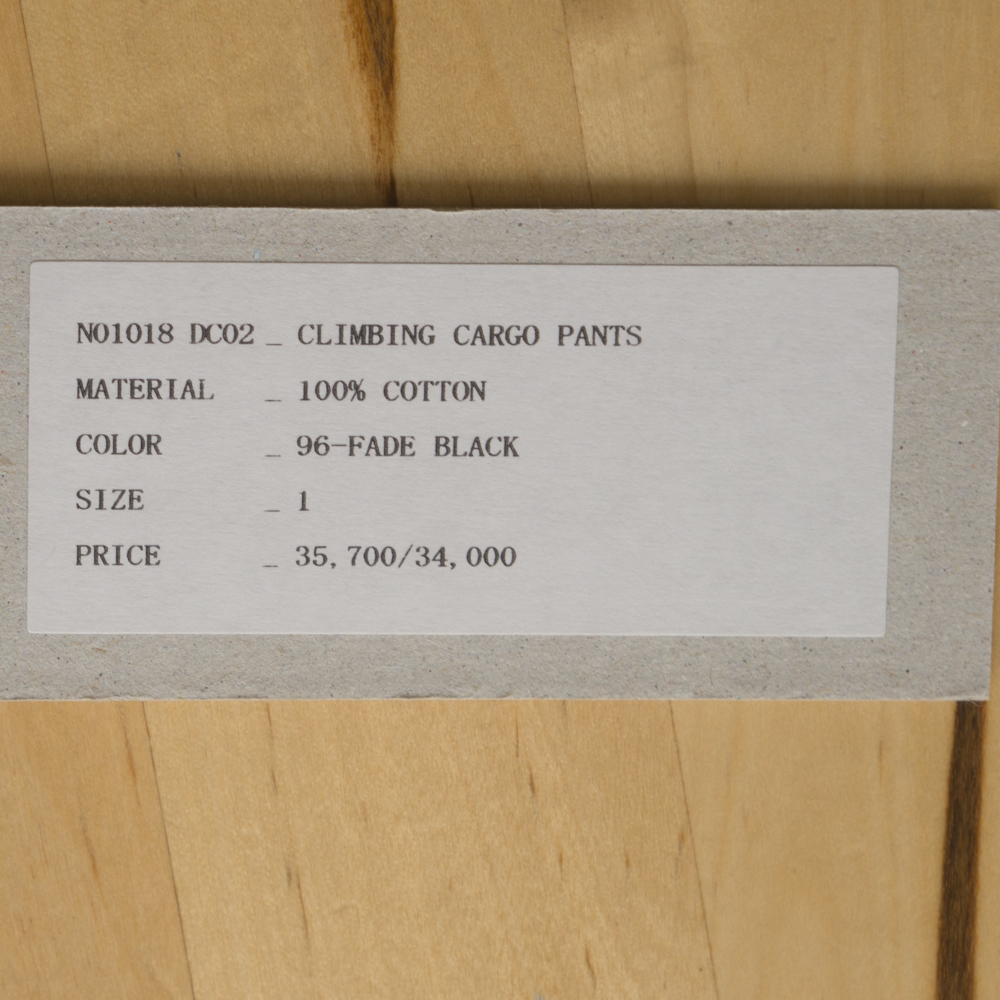 N01018 DC02 _ CLIMBING CARGO PANTS
MATERIAL _ 100% COTTON
COLOR _ 96-FADE BLACK
SIZE _ 1
PRICE _ 35,700/34,000